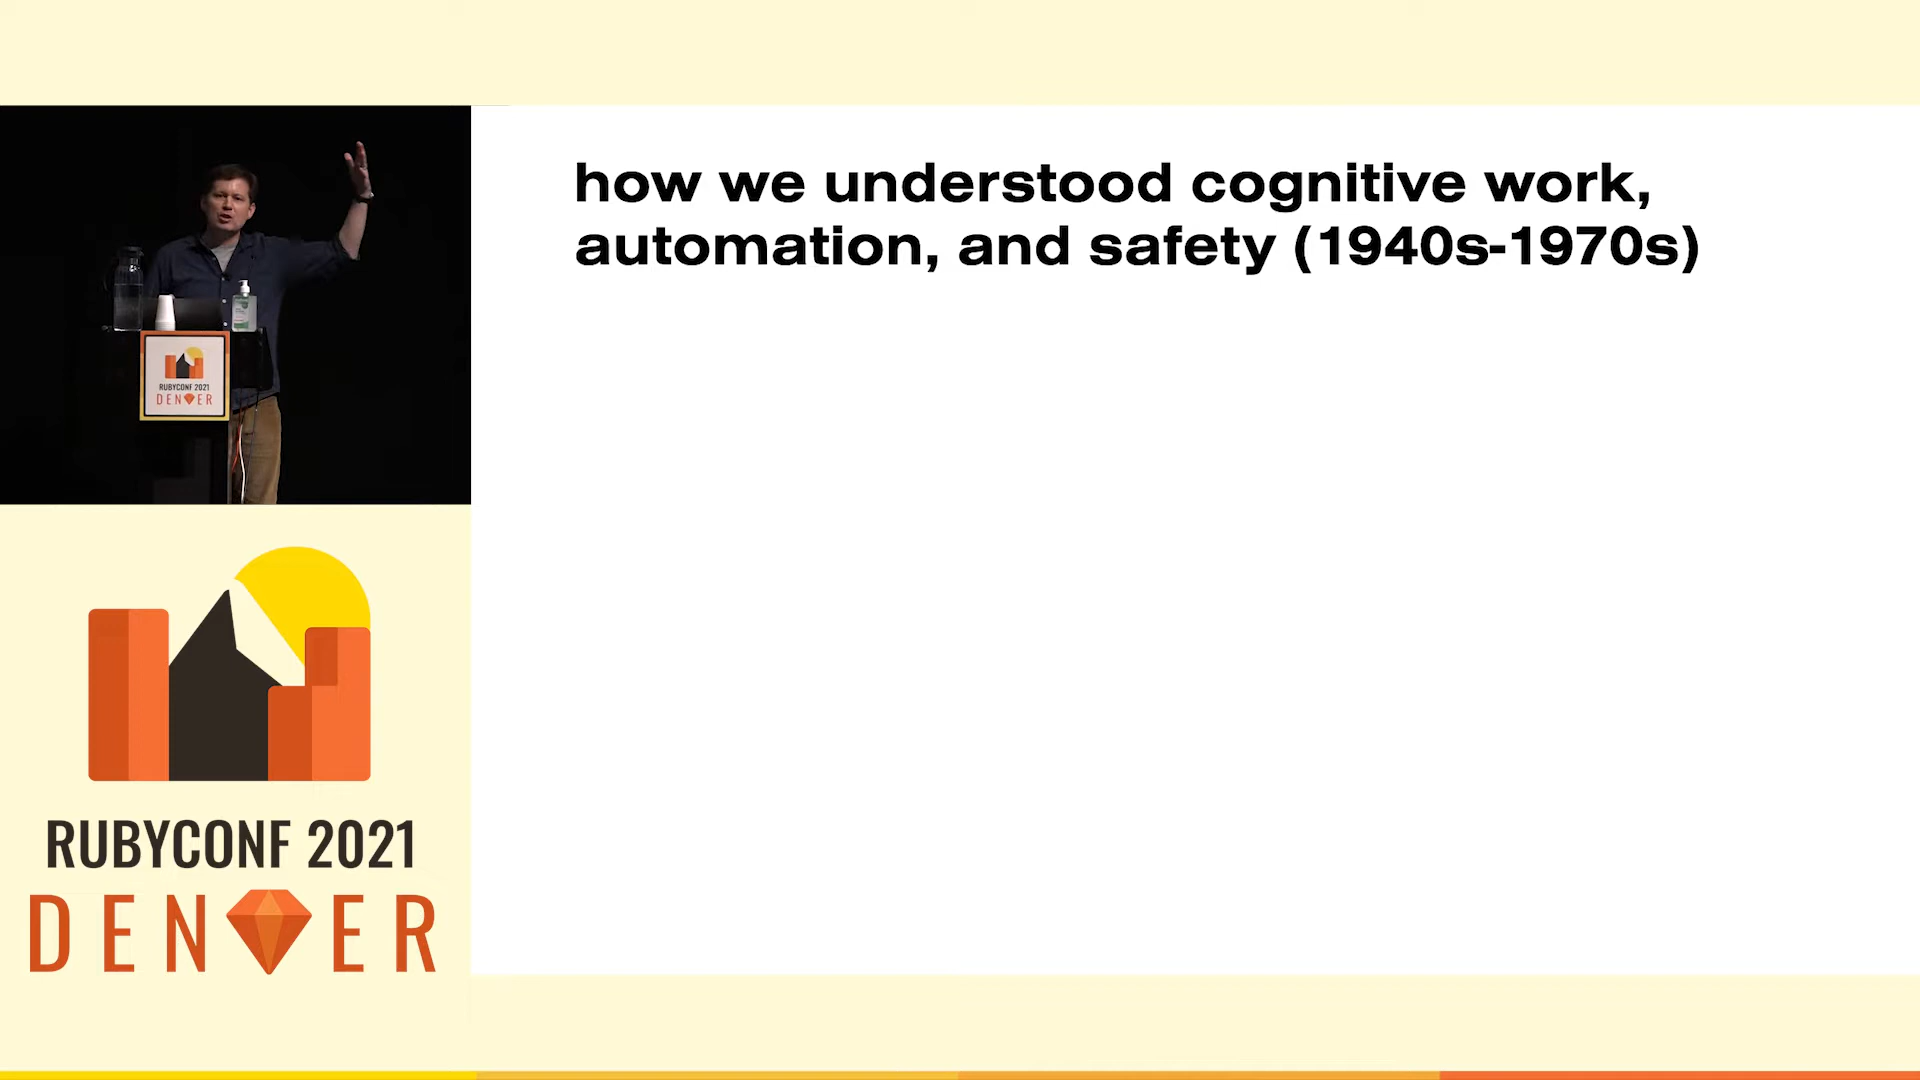 how we understood cognitive work,
automation, and safety (1940s-1970s)
RUBYCONF 2021
DENVER
RUBYCONF 2021
DENVER